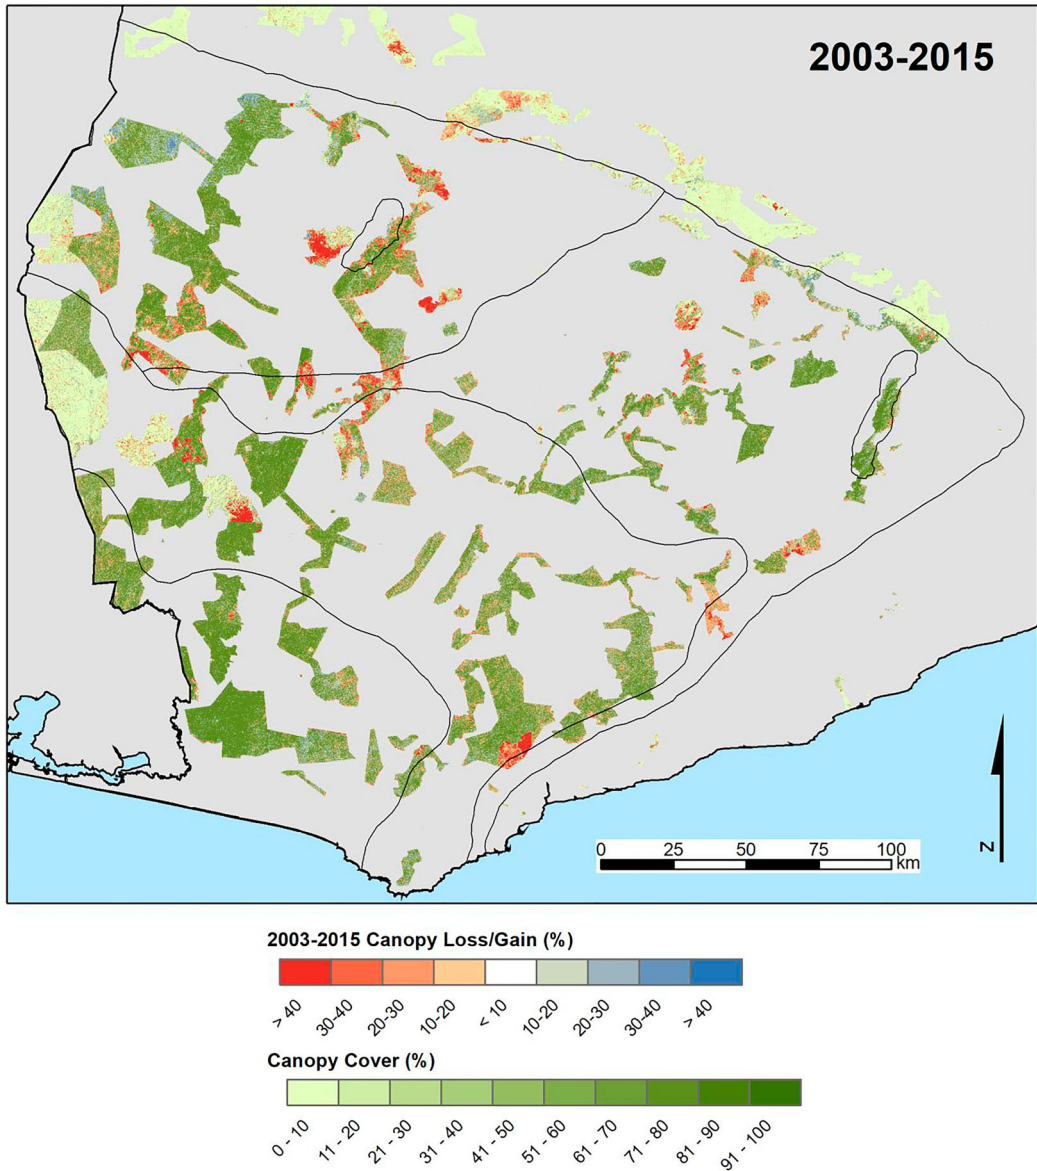 2003-2015
0 25 50 75 100
km
N
2003-2015 Canopy Loss/Gain (%)
> 40 30-40 20-30 10-20 < 10 10-20 20-30 30-40 > 40
Canopy Cover (%)
0 - 10 11 - 20 21 - 30 31 - 40 41 - 50 51 - 60 61 - 70 71 - 80 81 - 90 91 - 100